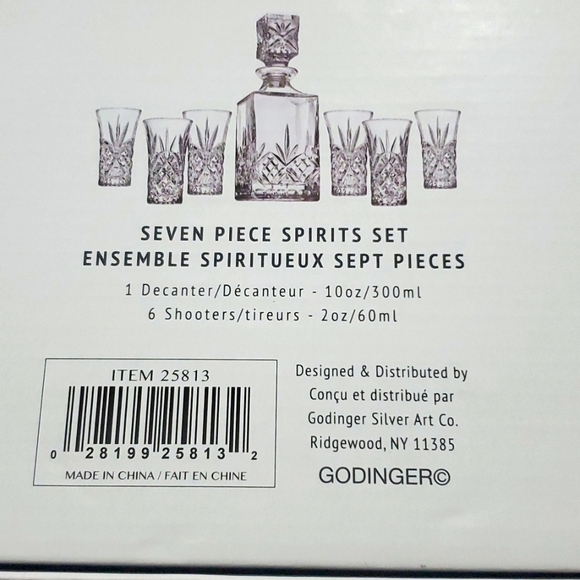 SEVEN PIECE SPIRITS SET
ENSEMBLE SPIRITUEUX SEPT PIECES
1 Decanter/Décanteur - 10oz/300ml
6 Shooters/tireurs - 2oz/60ml
ITEM 25813
0 28199 25813 2
MADE IN CHINA / FAIT EN CHINE
Designed & Distributed by
Conçu et distribué par
Godinger Silver Art Co.
Ridgewood, NY 11385
GODINGER©